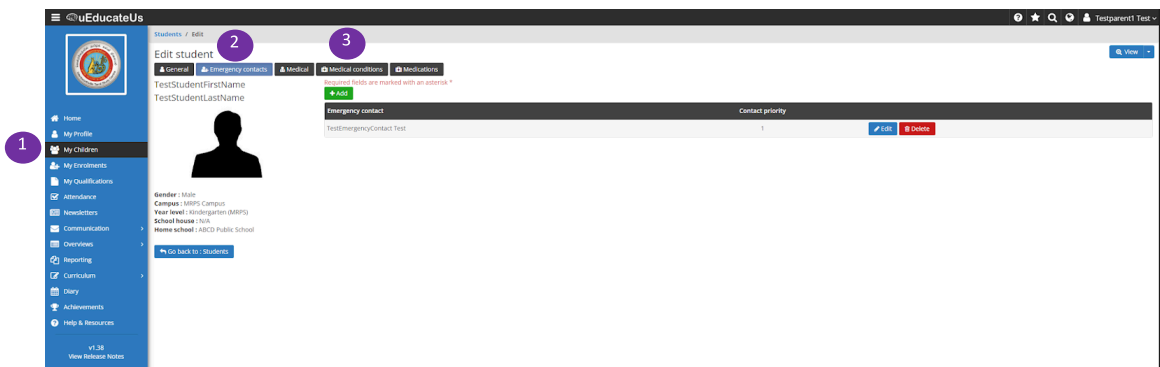 uEducateUs
Testparent1 Test
Students / Edit
2
3
Edit student
View
General
Emergency contacts
Medical
Medical conditions
Medications
TestStudentFirstName
TestStudentLastName
Required fields are marked with an asterisk *
Add
Emergency contact
Contact priority
TestEmergencyContact Test
1
Edit
Delete
Home
My Profile
1
My Children
My Enrolments
My Qualifications
Attendance
Newsletters
Communication
Overviews
Reporting
Curriculum
Diary
Achievements
Help & Resources
v1.38
View Release Notes
Gender : Male
Campus : MRPS Campus
Year level : Kindergarten (MRPS)
School house : N/A
Home school : ABCD Public School
Go back to : Students